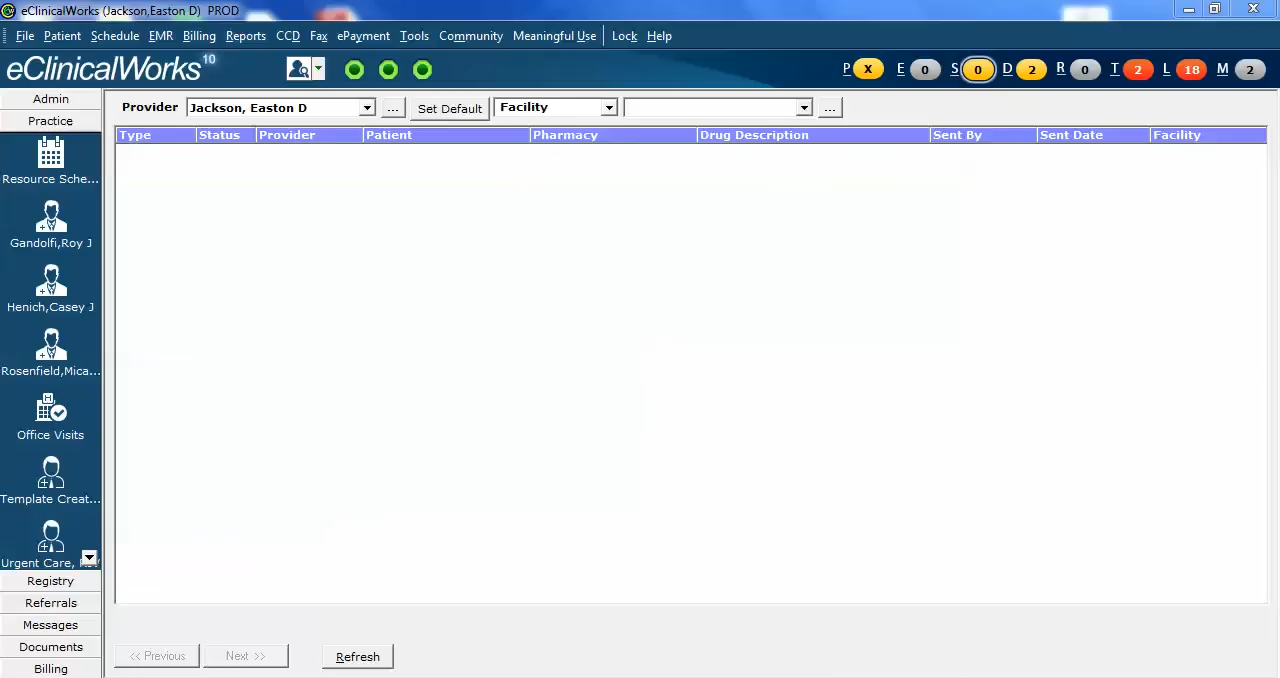 eClinicalWorks (Jackson,Easton D) PROD
File Patient Schedule EMR Billing Reports CCD Fax ePayment Tools Community Meaningful Use Lock Help
eClinicalWorks 10
P X E 0 S 0 D 2 R 0 T 2 L 18 M 2
Admin
Practice
Resource Sche...
Gandolfi,Roy J
Henich,Casey J
Rosenfield,Mica...
Office Visits
Template Creat...
Urgent Care,
Registry
Referrals
Messages
Documents
Billing
Provider Jackson, Easton D ... Set Default Facility ...
Type Status Provider Patient Pharmacy Drug Description Sent By Sent Date Facility
<< Previous Next >> Refresh